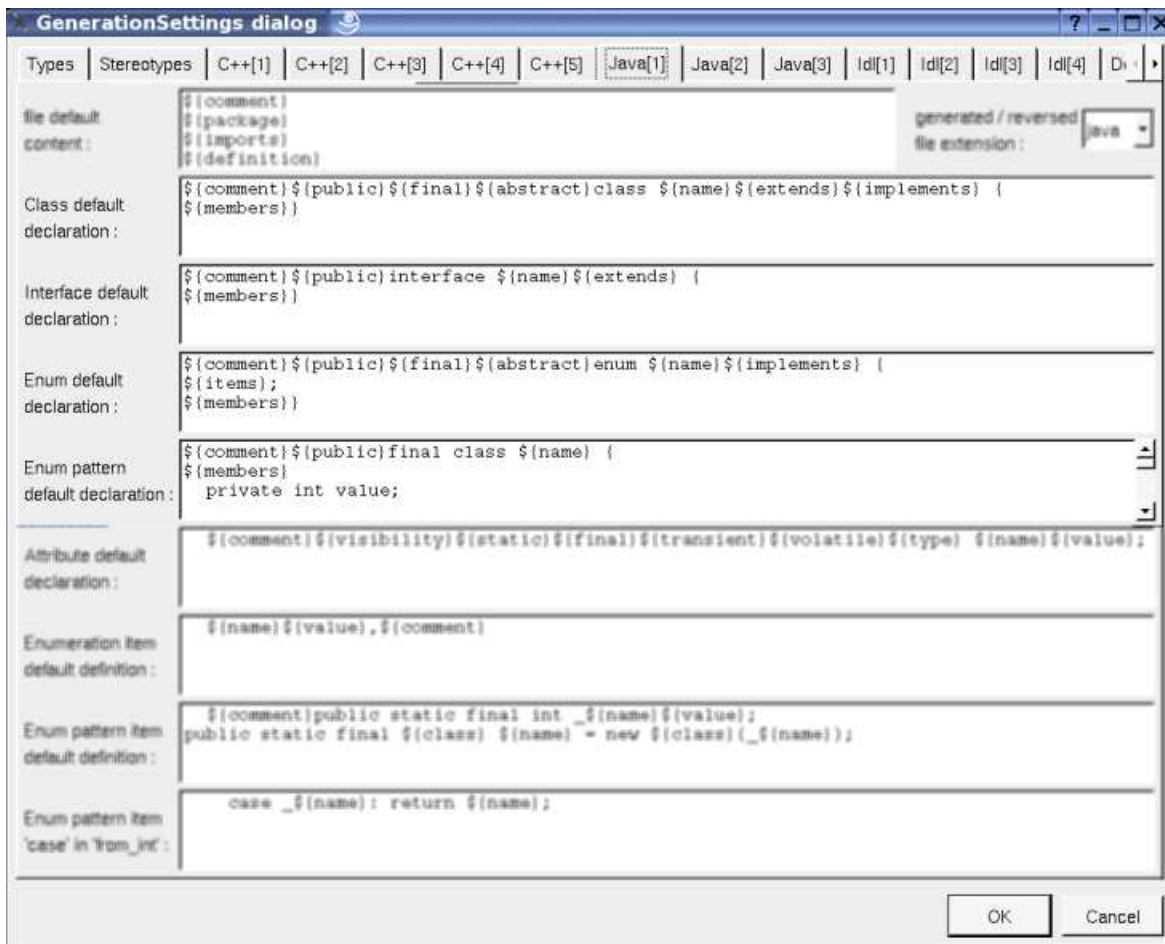 GenerationSettings dialog
Types Stereotypes C++[1] C++[2] C++[3] C++[4] C++[5] Java[1] Java[2] Java[3] Idl[1] Idl[2] Idl[3] Idl[4]
file default
content :
${comment}
${package}
${imports}
${definition}
generated / reversed
file extension :
java
Class default
declaration :
${comment}${public}${final}${abstract}class ${name}${extends}${implements} {
${members}}
Interface default
declaration :
${comment}${public}interface ${name}${extends} {
${members}}
Enum default
declaration :
${comment}${public}${final}${abstract}enum ${name}${implements} {
${items};
${members}}
Enum pattern
default declaration :
${comment}${public}final class ${name} {
${members}
private int value;
Attribute default
declaration :
${comment}${visibility}${static}${final}${transient}${volatile}${type} ${name}${value};
Enumeration item
default definition :
${name}${value},${comment}
Enum pattern item
default definition :
${comment}public static final int _${name}${value};
public static final ${class} ${name} = new ${class}(_${name});
Enum pattern item
'case' in 'from_int' :
case _${name}: return ${name};
OK Cancel